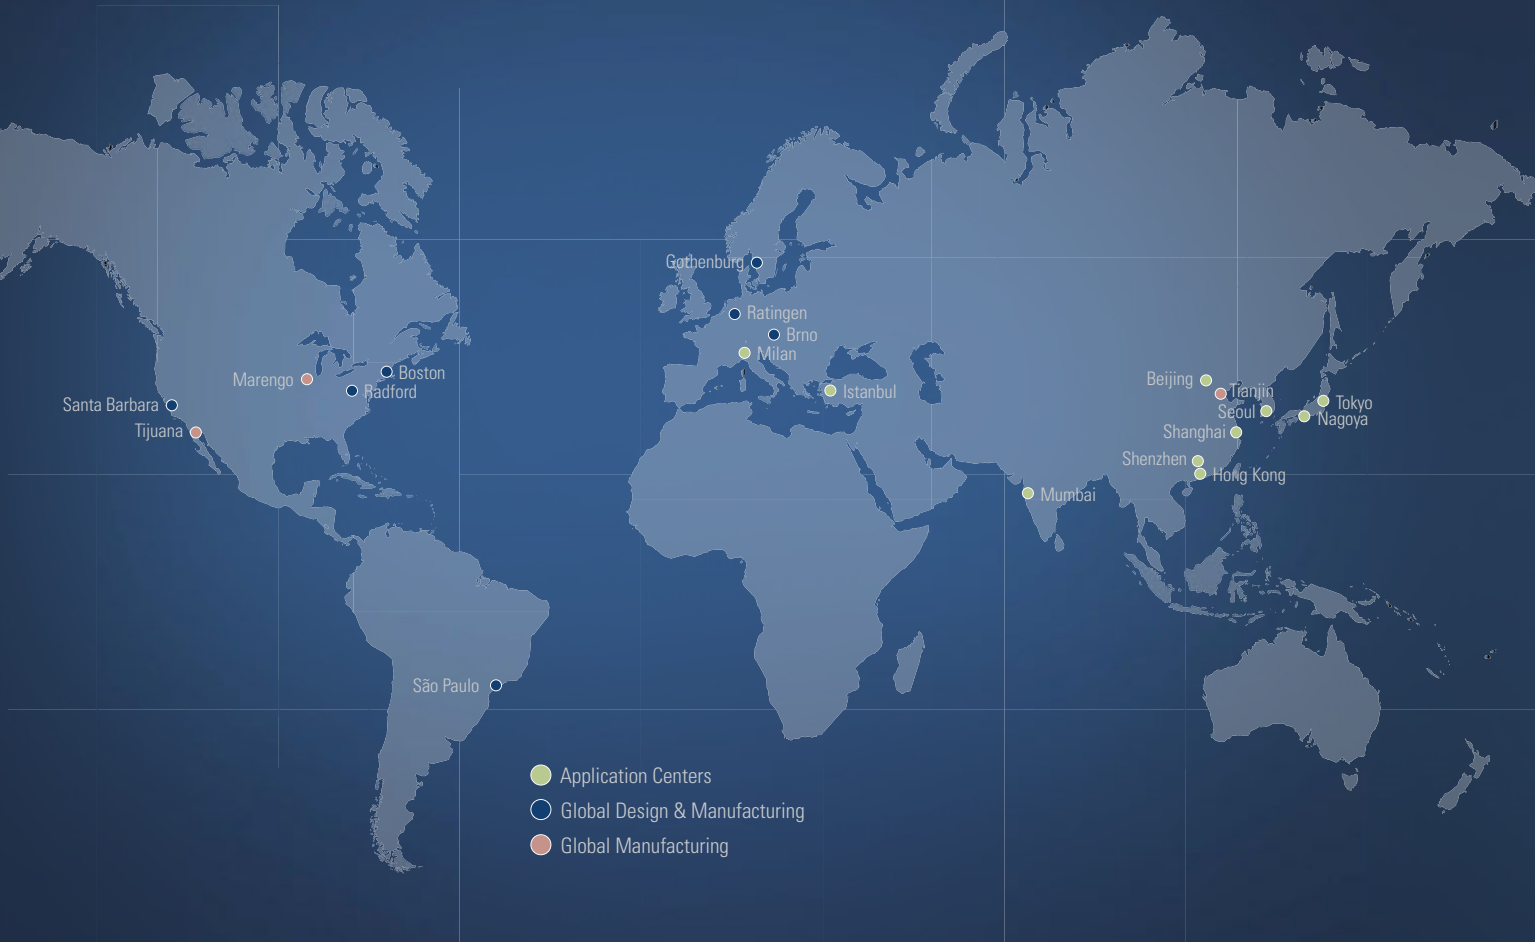 Gothenburg
Ratingen
Brno
Milan
Istanbul
Marengo
Boston
Radford
Santa Barbara
Tijuana
Beijing
Tianjin
Seoul
Tokyo
Nagoya
Shanghai
Shenzhen
Hong Kong
Mumbai
São Paulo
Application Centers
Global Design & Manufacturing
Global Manufacturing